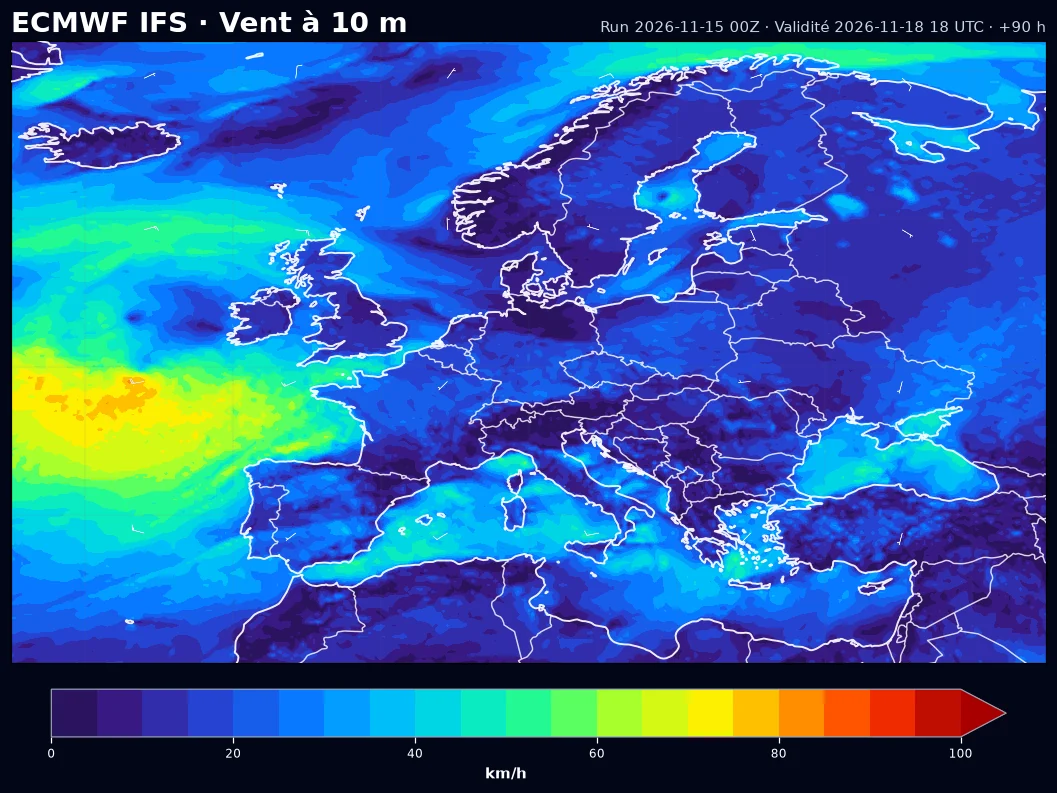 ECMWF IFS · Vent à 10 m
Run 2026-11-15 00Z · Validité 2026-11-18 18 UTC · +90 h
0 20 40 60 80 100
km/h